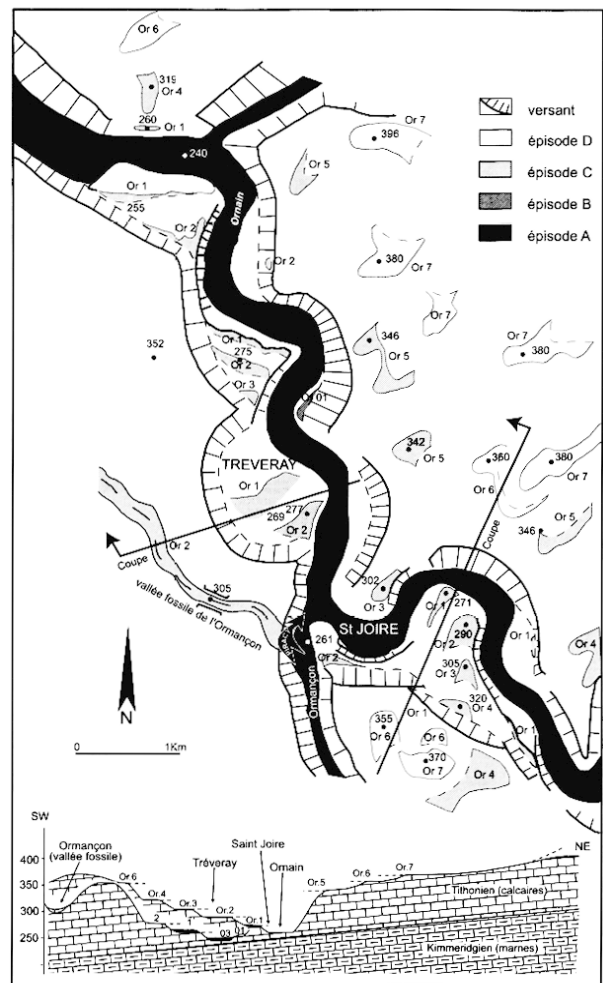 Or 6
319
Or 4
260
Or 1
240
Or 1
255
Or 2
Ornain
Or 7
396
Or 5
versant
épisode D
épisode C
épisode B
épisode A
Or 2
380
Or 7
Or 7
352
Or 1
275
Or 2
Or 3
346
Or 5
Or 7
380
Or 01
TREVERAY
Or 1
277
269
Or 2
342
Or 5
360
Or 6
380
Or 7
346
Or 5
Coupe
Coupe
Or 2
305
vallée fossile de l'Ormançon
302
Or 3
St JOIRE
Or 1
271
Or 2
290
305
Or 3
320
Or 4
Or 1
Or 4
261
Or 2
Ormançon
355
Or 6
Or 1
Or 6
370
Or 7
Or 4
Or 1
N
0
1Km
SW
NE
Ormançon
(vallée fossile)
Saint Joire
Tréveray
Ornain
400
350
300
250
Or.6
Or.4
Or.3
Or.2
Or.1
2
1
03
01
Or.5
Or.6
Or.7
Tithonien (calcaires)
Kimmeridgien (marnes)